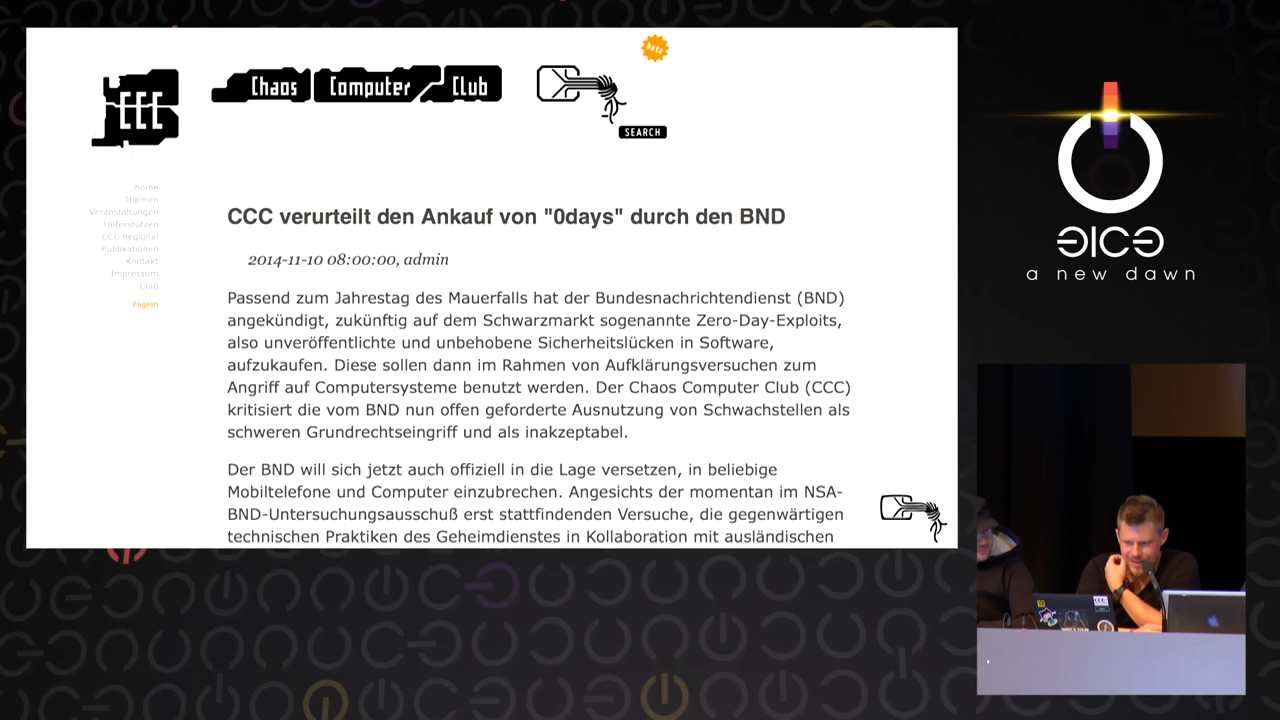 beta
CCC
Chaos Computer Club
SEARCH
home
Themen
Veranstaltungen
Unterstützen
CCC Regional
Publikationen
Kontakt
Impressum
Club
English
CCC verurteilt den Ankauf von "0days" durch den BND
2014-11-10 08:00:00, admin
Passend zum Jahrestag des Mauerfalls hat der Bundesnachrichtendienst (BND)
angekündigt, zukünftig auf dem Schwarzmarkt sogenannte Zero-Day-Exploits,
also unveröffentlichte und unbehobene Sicherheitslücken in Software,
aufzukaufen. Diese sollen dann im Rahmen von Aufklärungsversuchen zum
Angriff auf Computersysteme benutzt werden. Der Chaos Computer Club (CCC)
kritisiert die vom BND nun offen geforderte Ausnutzung von Schwachstellen als
schweren Grundrechtseingriff und als inakzeptabel.
Der BND will sich jetzt auch offiziell in die Lage versetzen, in beliebige
Mobiltelefone und Computer einzubrechen. Angesichts der momentan im NSA-
BND-Untersuchungsausschuß erst stattfindenden Versuche, die gegenwärtigen
technischen Praktiken des Geheimdienstes in Kollaboration mit ausländischen
31C3
a new dawn